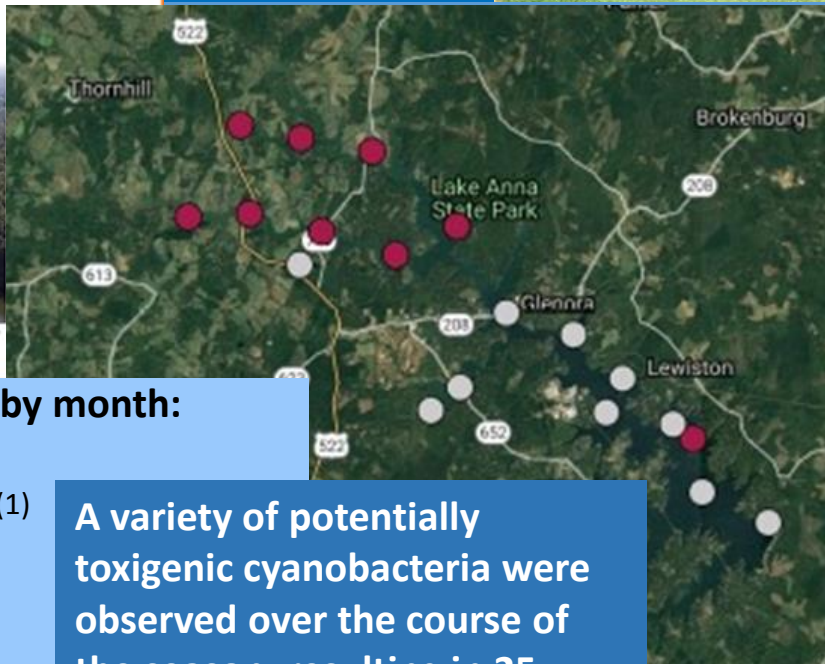 522
Thornhill
Brokenburg
208
Lake Anna
State Park
613
208
Glenora
Lewiston
by month:
652
522
(1)
A variety of potentially
toxigenic cyanobacteria were
observed over the course of